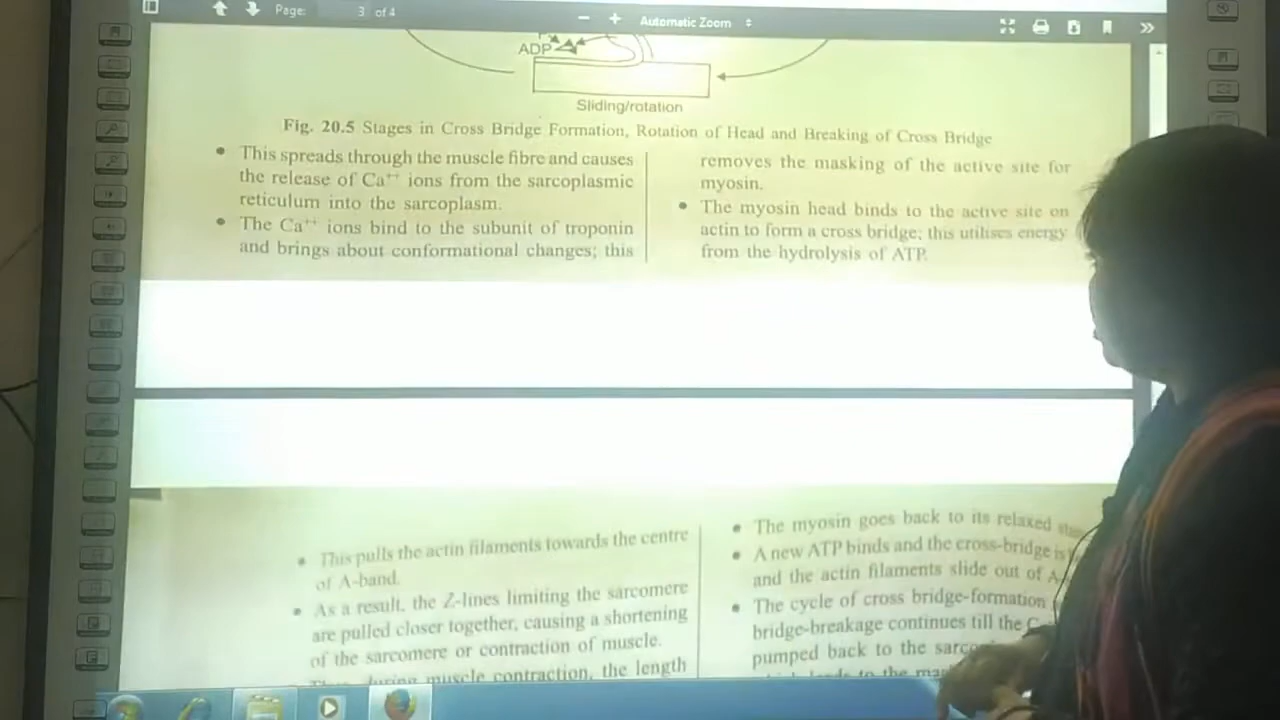 Page: 3 of 4
Automatic Zoom
ADP
Sliding/rotation
Fig. 20.5 Stages in Cross Bridge Formation, Rotation of Head and Breaking of Cross Bridge
• This spreads through the muscle fibre and causes
the release of Ca++ ions from the sarcoplasmic
reticulum into the sarcoplasm.
• The Ca++ ions bind to the subunit of troponin
and brings about conformational changes; this
removes the masking of the active site for
myosin.
• The myosin head binds to the active site on
actin to form a cross bridge; this utilises energy
from the hydrolysis of ATP.
• This pulls the actin filaments towards the centre
of A-band.
• As a result, the Z-lines limiting the sarcomere
are pulled closer together, causing a shortening
of the sarcomere or contraction of muscle.
during muscle contraction, the length
• The myosin goes back to its relaxed
• A new ATP binds and the cross-bridge is
and the actin filaments slide out of A
• The cycle of cross bridge-formation
bridge-breakage continues till the C
pumped back to the
to the